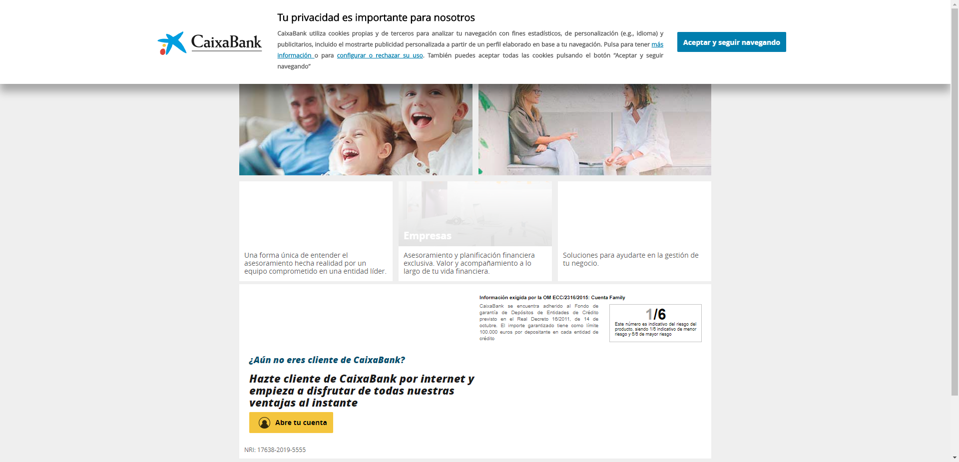 Tu privacidad es importante para nosotros
CaixaBank
CaixaBank utiliza cookies propias y de terceros para analizar tu navegación con fines estadísticos, de personalización (e.g., idioma) y
publicitarios, incluido el mostrarte publicidad personalizada a partir de un perfil elaborado en base a tu navegación. Pulsa para tener más
información o para configurar o rechazar su uso. También puedes aceptar todas las cookies pulsando el botón "Aceptar y seguir
navegando"
Aceptar y seguir navegando
Empresas
Una forma única de entender el
asesoramiento hecha realidad por un
equipo comprometido en una entidad líder.
Asesoramiento y planificación financiera
exclusiva. Valor y acompañamiento a lo
largo de tu vida financiera.
Soluciones para ayudarte en la gestión de
tu negocio.
Información exigida por la OM ECC/2316/2015: Cuenta Family
CaixaBank se encuentra adherido al Fondo de
garantía de Depósitos de Entidades de Crédito
previsto en el Real Decreto 16/2011, de 14 de
octubre. El importe garantizado tiene como límite
100.000 euros por depositante en cada entidad de
crédito
1/6
Este número es indicativo del riesgo del
producto, siendo 1/6 indicativo de menor
riesgo y 6/6 de mayor riesgo.
¿Aún no eres cliente de CaixaBank?
Hazte cliente de CaixaBank por internet y
empieza a disfrutar de todas nuestras
ventajas al instante
Abre tu cuenta
NRI: 17638-2019-5555